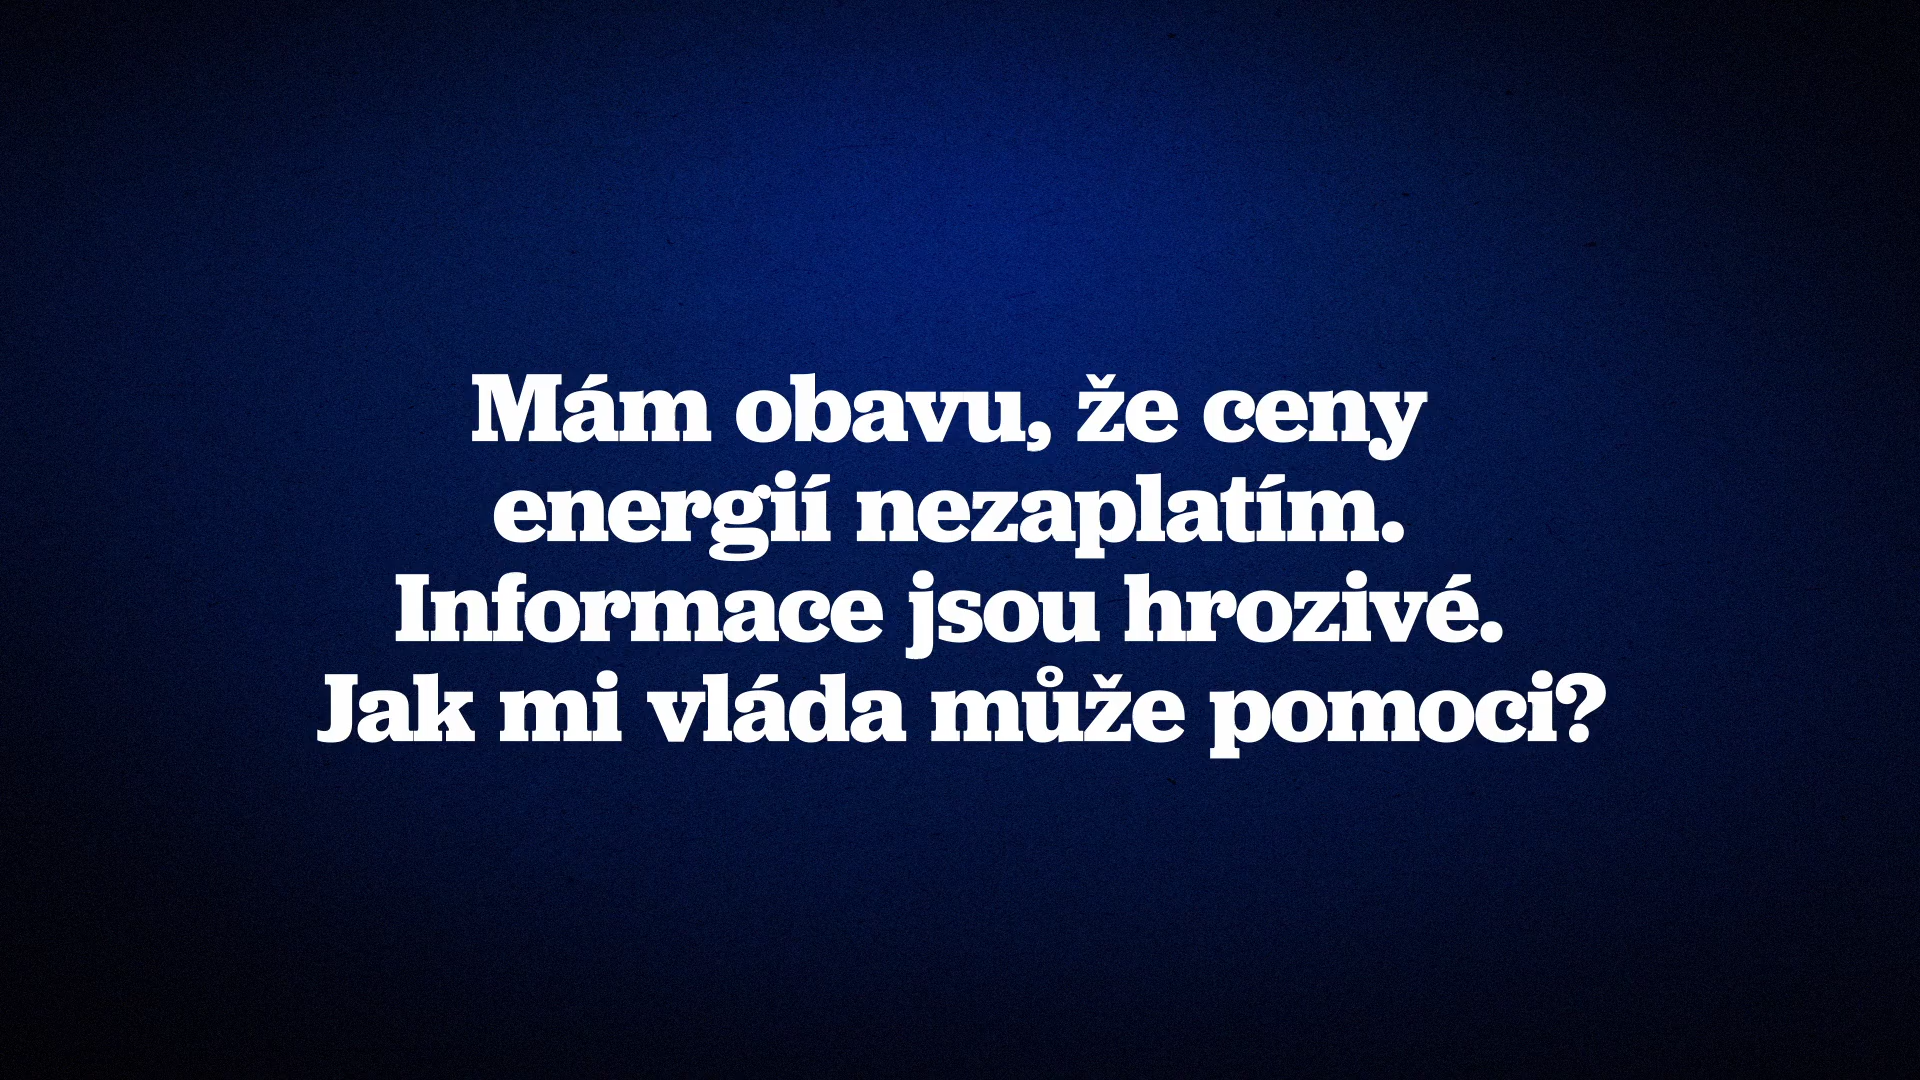 Mám obavu, že ceny
energií nezaplatím.
Informace jsou hrozivé.
Jak mi vláda může pomoci?